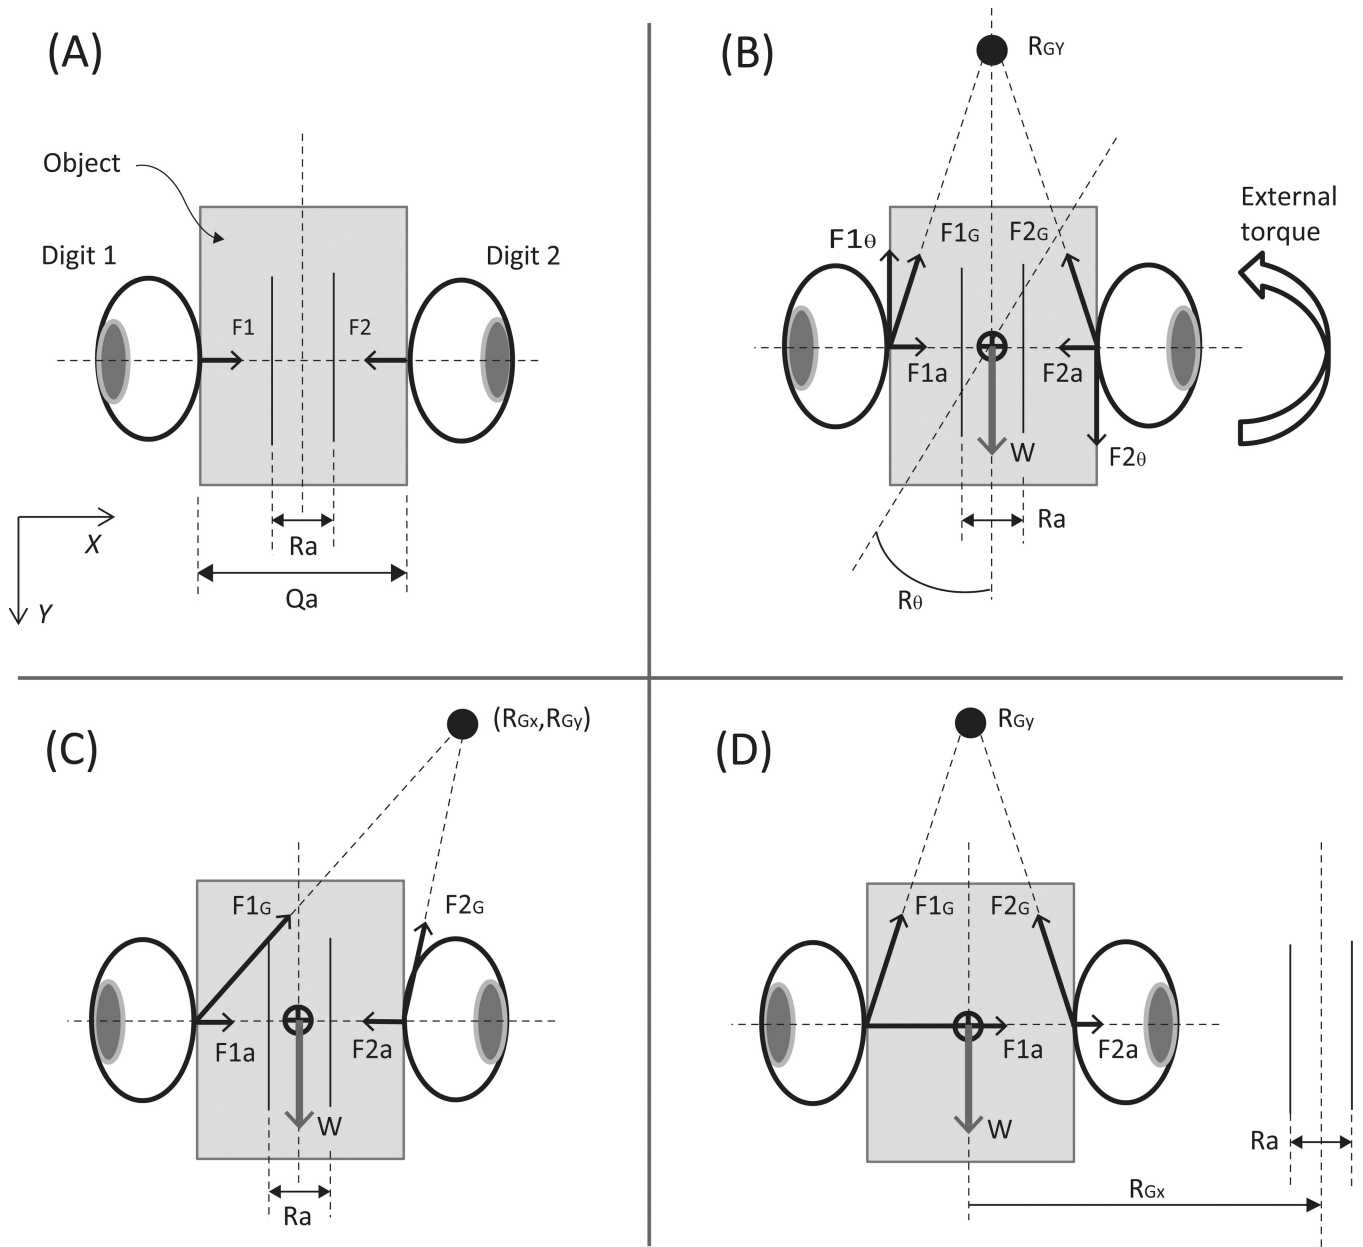 (A)
Object
Digit 1
Digit 2
F1
F2
Ra
Qa
X
Y
(B)
RGY
External
torque
F1θ
F1G
F2G
F1a
F2a
W
F2θ
Ra
Rθ
(C)
(RGx,RGy)
F1G
F2G
F1a
F2a
W
Ra
(D)
RGy
F1G
F2G
F1a
F2a
W
Ra
RGx